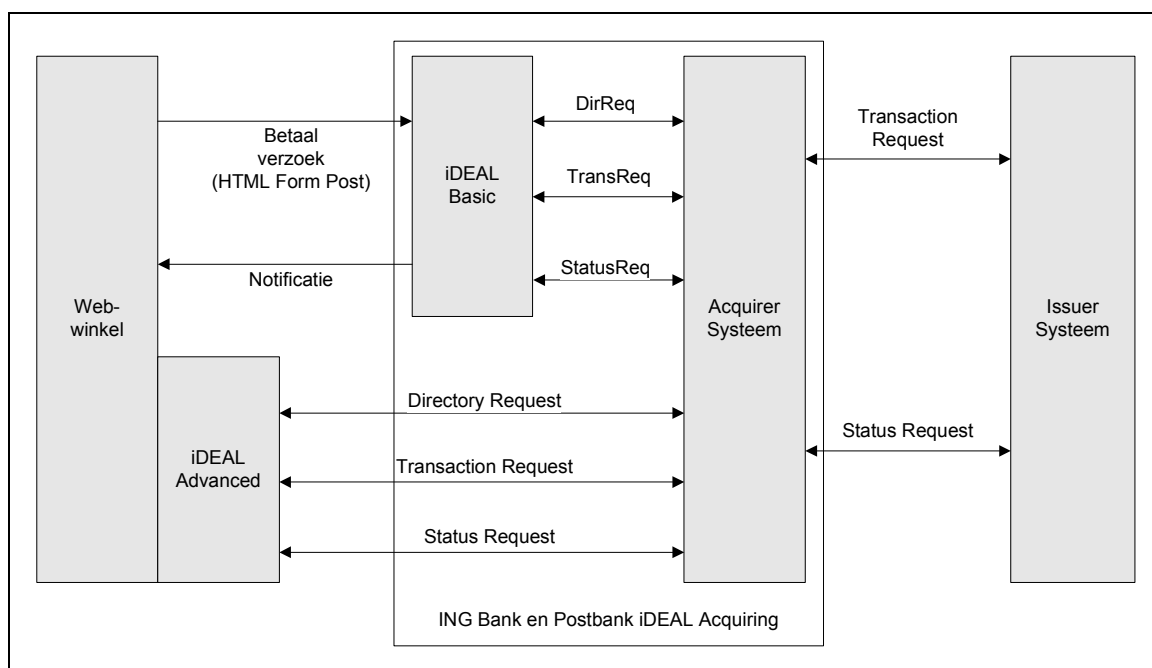 DirReq
Transaction
Request
Betaal
verzoek
(HTML Form Post)
iDEAL
Basic
TransReq
Notificatie
StatusReq
Web-
winkel
Acquirer
Systeem
Issuer
Systeem
Directory Request
Status Request
iDEAL
Advanced
Transaction Request
Status Request
ING Bank en Postbank iDEAL Acquiring